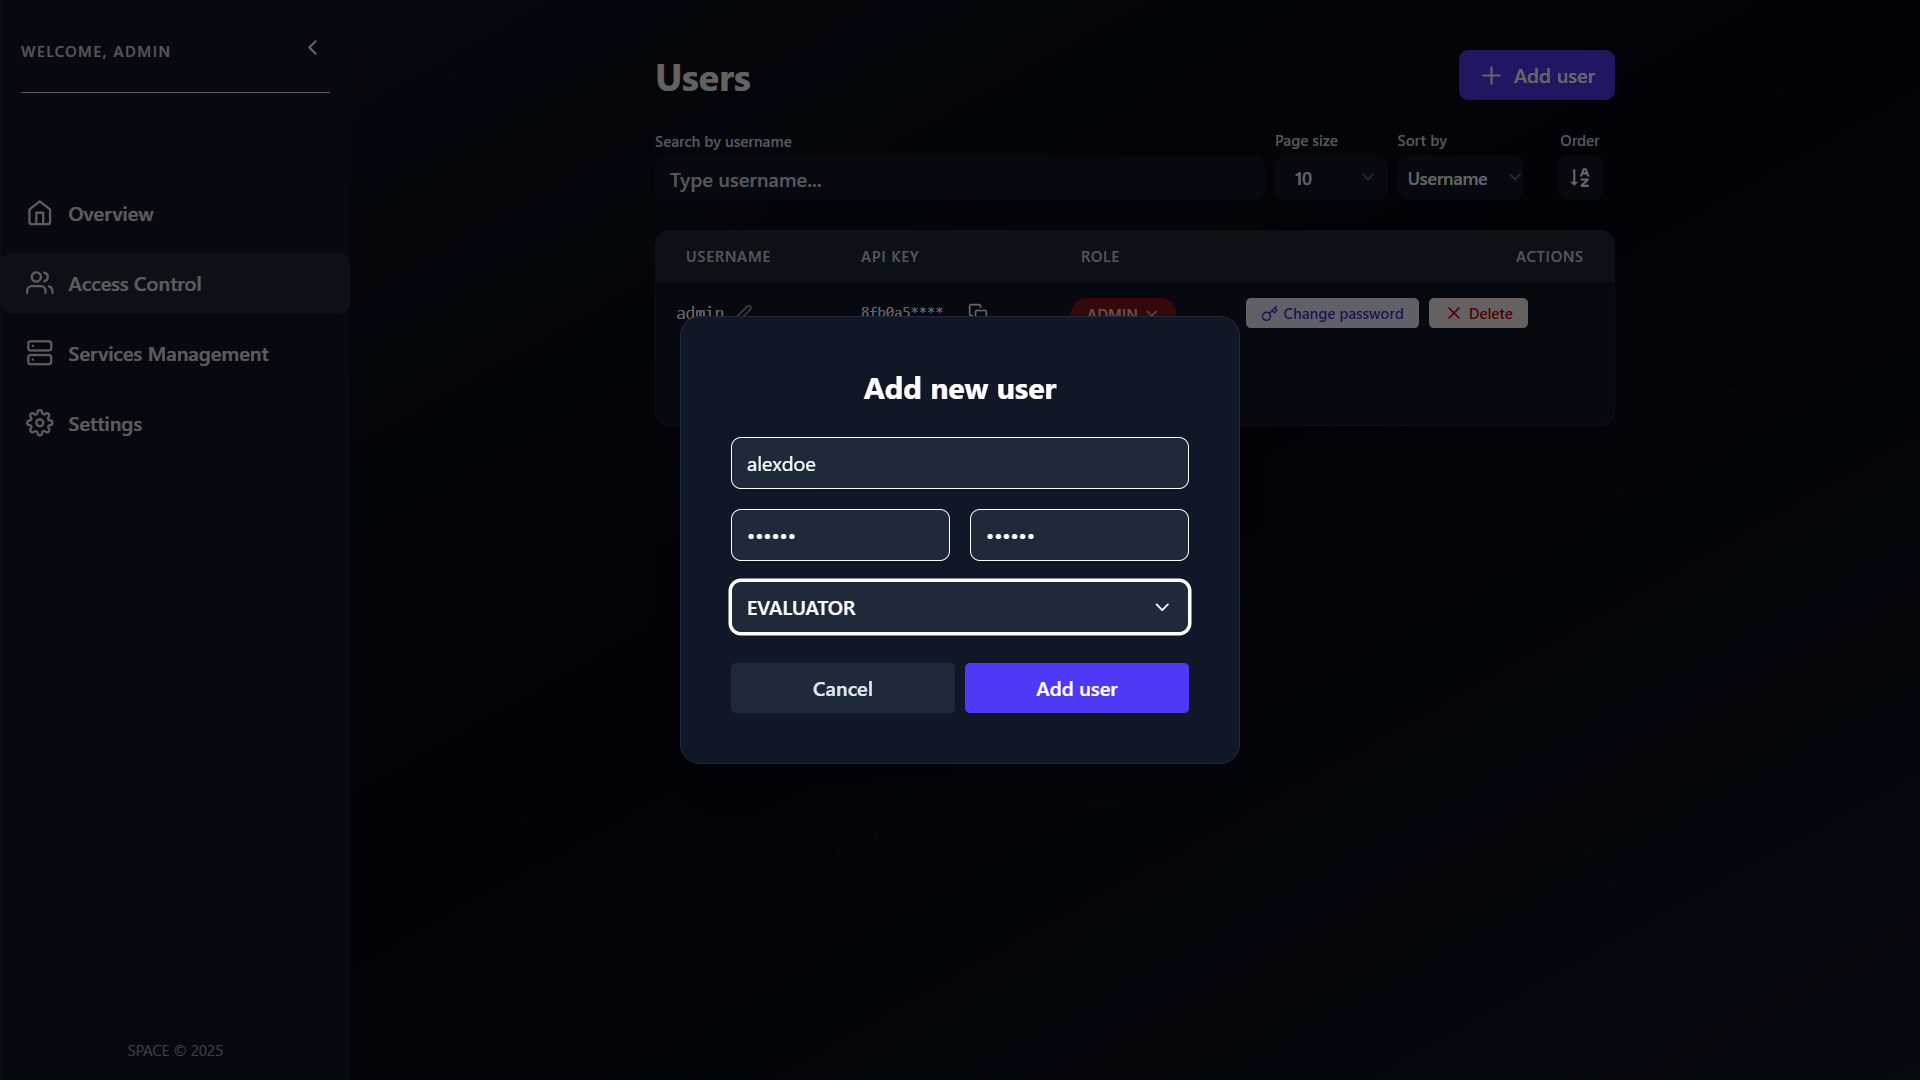 WELCOME, ADMIN
Overview
Access Control
Services Management
Settings
SPACE © 2025
Users
Add user
Search by username
Page size
Sort by
Order
Type username...
10
Username
USERNAME
API KEY
ROLE
ACTIONS
admin
8fb0a5****
ADMIN
Change password
Delete
Add new user
alexdoe
••••••
••••••
EVALUATOR
Cancel
Add user